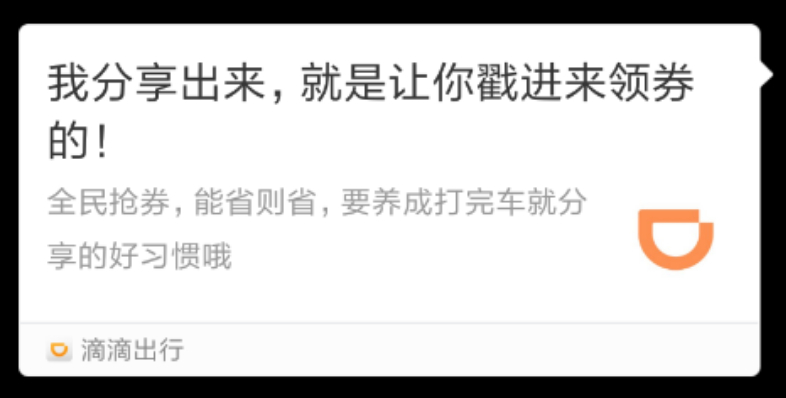 我分享出来，就是让你戳进来领券
的！
全民抢券，能省则省，要养成打完车就分
享的好习惯哦
滴滴出行